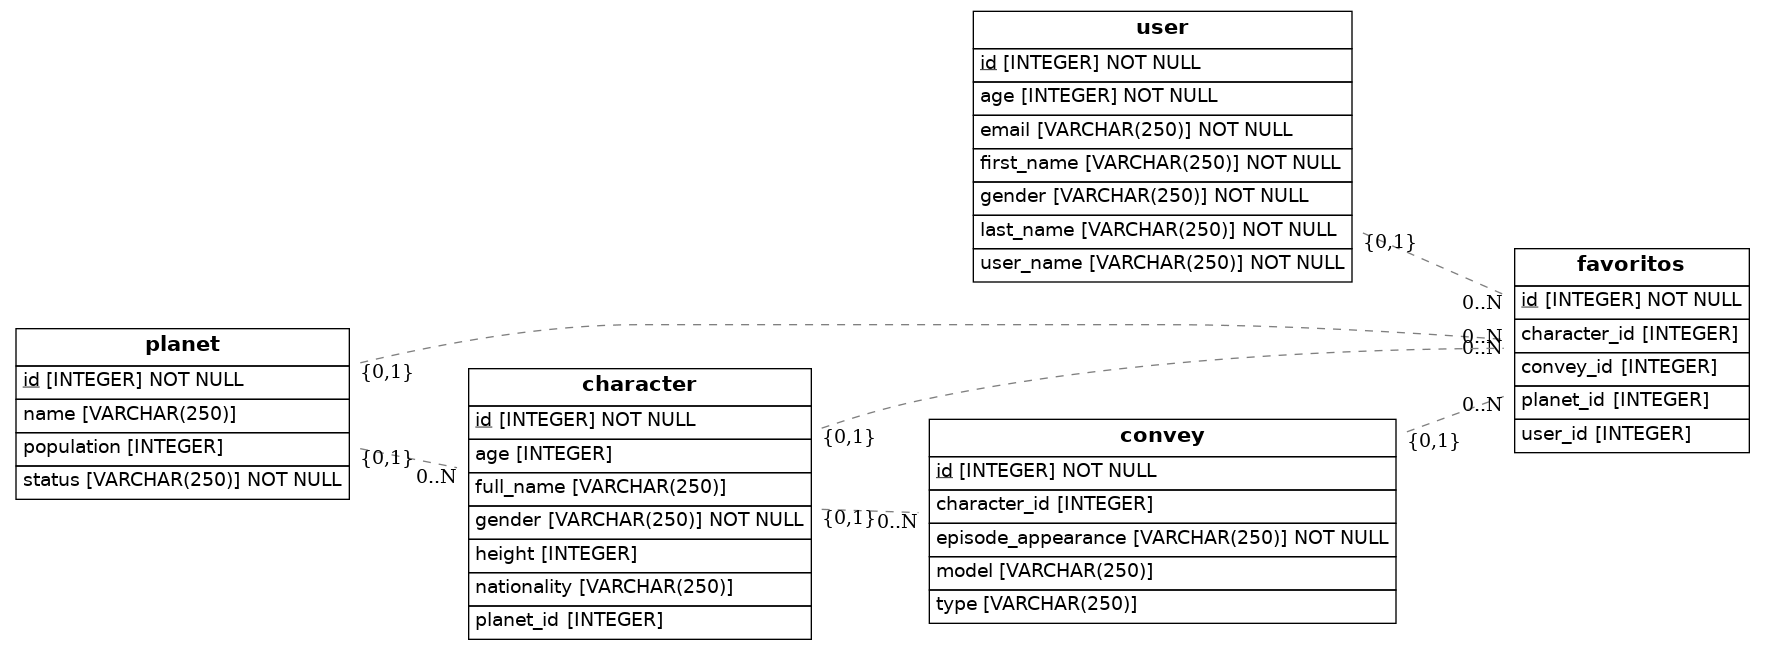 user
id [INTEGER] NOT NULL
age [INTEGER] NOT NULL
email [VARCHAR(250)] NOT NULL
first_name [VARCHAR(250)] NOT NULL
gender [VARCHAR(250)] NOT NULL
last_name [VARCHAR(250)] NOT NULL
user_name [VARCHAR(250)] NOT NULL
{0,1}
0..N
favoritos
id [INTEGER] NOT NULL
character_id [INTEGER]
convey_id [INTEGER]
planet_id [INTEGER]
user_id [INTEGER]
0..N
0..N
0..N
planet
id [INTEGER] NOT NULL
name [VARCHAR(250)]
population [INTEGER]
status [VARCHAR(250)] NOT NULL
{0,1}
{0,1}
0..N
character
id [INTEGER] NOT NULL
age [INTEGER]
full_name [VARCHAR(250)]
gender [VARCHAR(250)] NOT NULL
height [INTEGER]
nationality [VARCHAR(250)]
planet_id [INTEGER]
{0,1}
{0,1}
0..N
convey
id [INTEGER] NOT NULL
character_id [INTEGER]
episode_appearance [VARCHAR(250)] NOT NULL
model [VARCHAR(250)]
type [VARCHAR(250)]
{0,1}